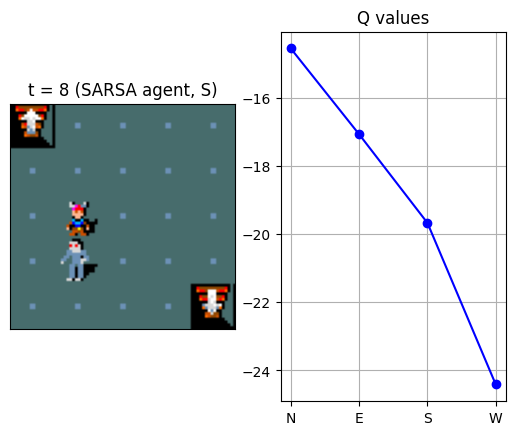 t = 8 (SARSA agent, S)
Q values
−16
−18
−20
−22
−24
N E S W